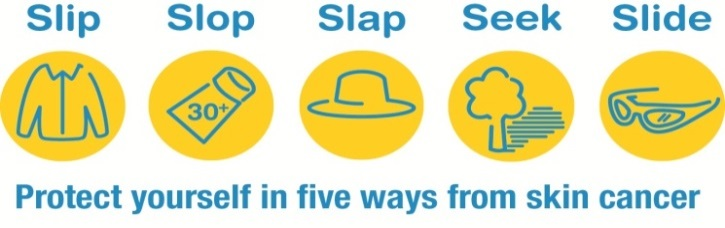 Slip Slop Slap Seek Slide
30+
Protect yourself in five ways from skin cancer